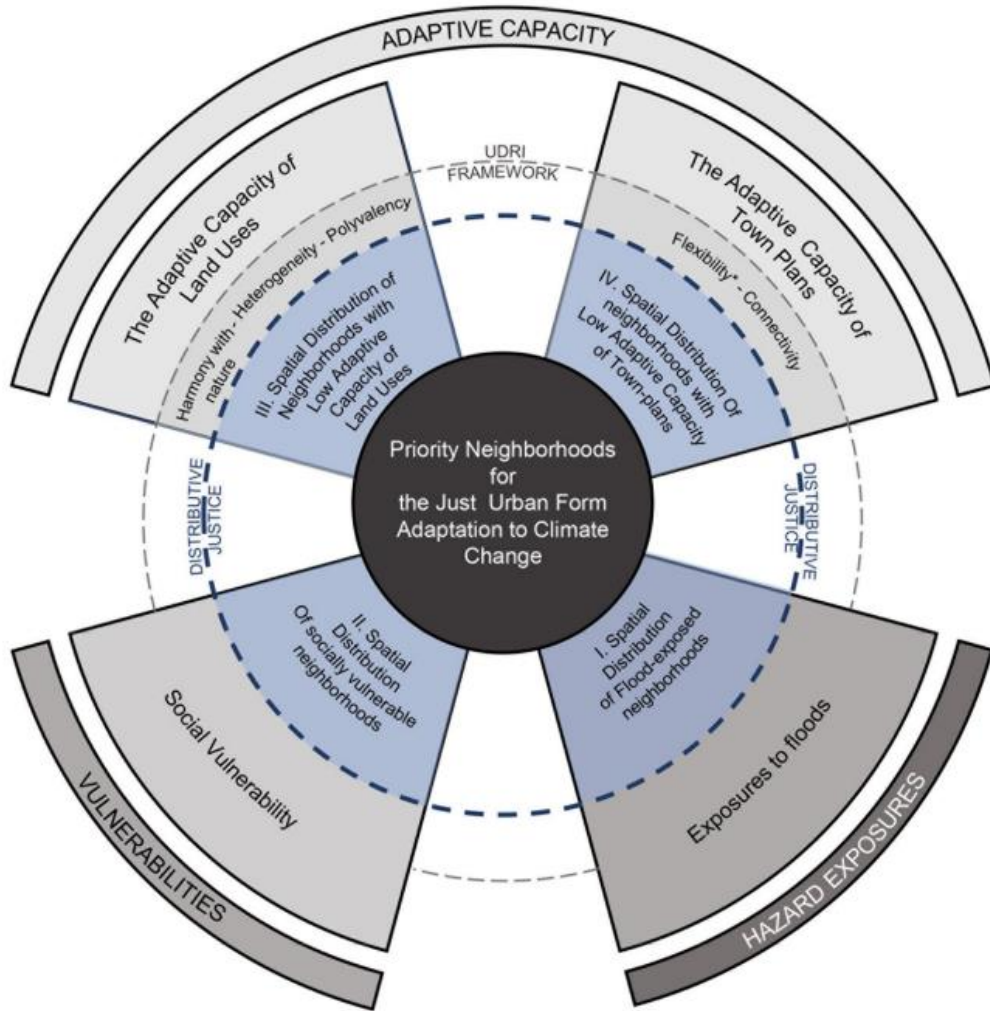 ADAPTIVE CAPACITY
UDRI
FRAMEWORK
The Adaptive Capacity of
Land Uses
Harmony with - Heterogeneity - Polyvalency
nature
III. Spatial Distribution of
Neighborhoods with
Low Adaptive
Capacity of
Land Uses
The Adaptive Capacity of
Town Plans
Flexibility* - Connectivity
IV. Spatial Distribution Of
neighborhoods with
Low Adaptive Capacity
of Town-plans
Priority Neighborhoods
for
the Just Urban Form
Adaptation to Climate
Change
DISTRIBUTIVE
JUSTICE
DISTRIBUTIVE
JUSTICE
II. Spatial
Distribution
Of socially vulnerable
neighborhoods
Social Vulnerability
VULNERABILITIES
I. Spatial
Distribution
of Flood-exposed
neighborhoods
Exposures to floods
HAZARD EXPOSURES